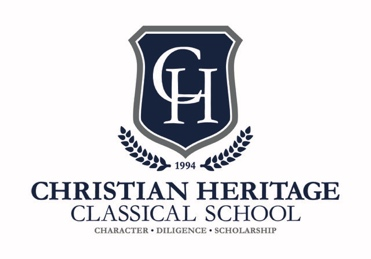 CH
1994
CHRISTIAN HERITAGE
CLASSICAL SCHOOL
CHARACTER • DILIGENCE • SCHOLARSHIP